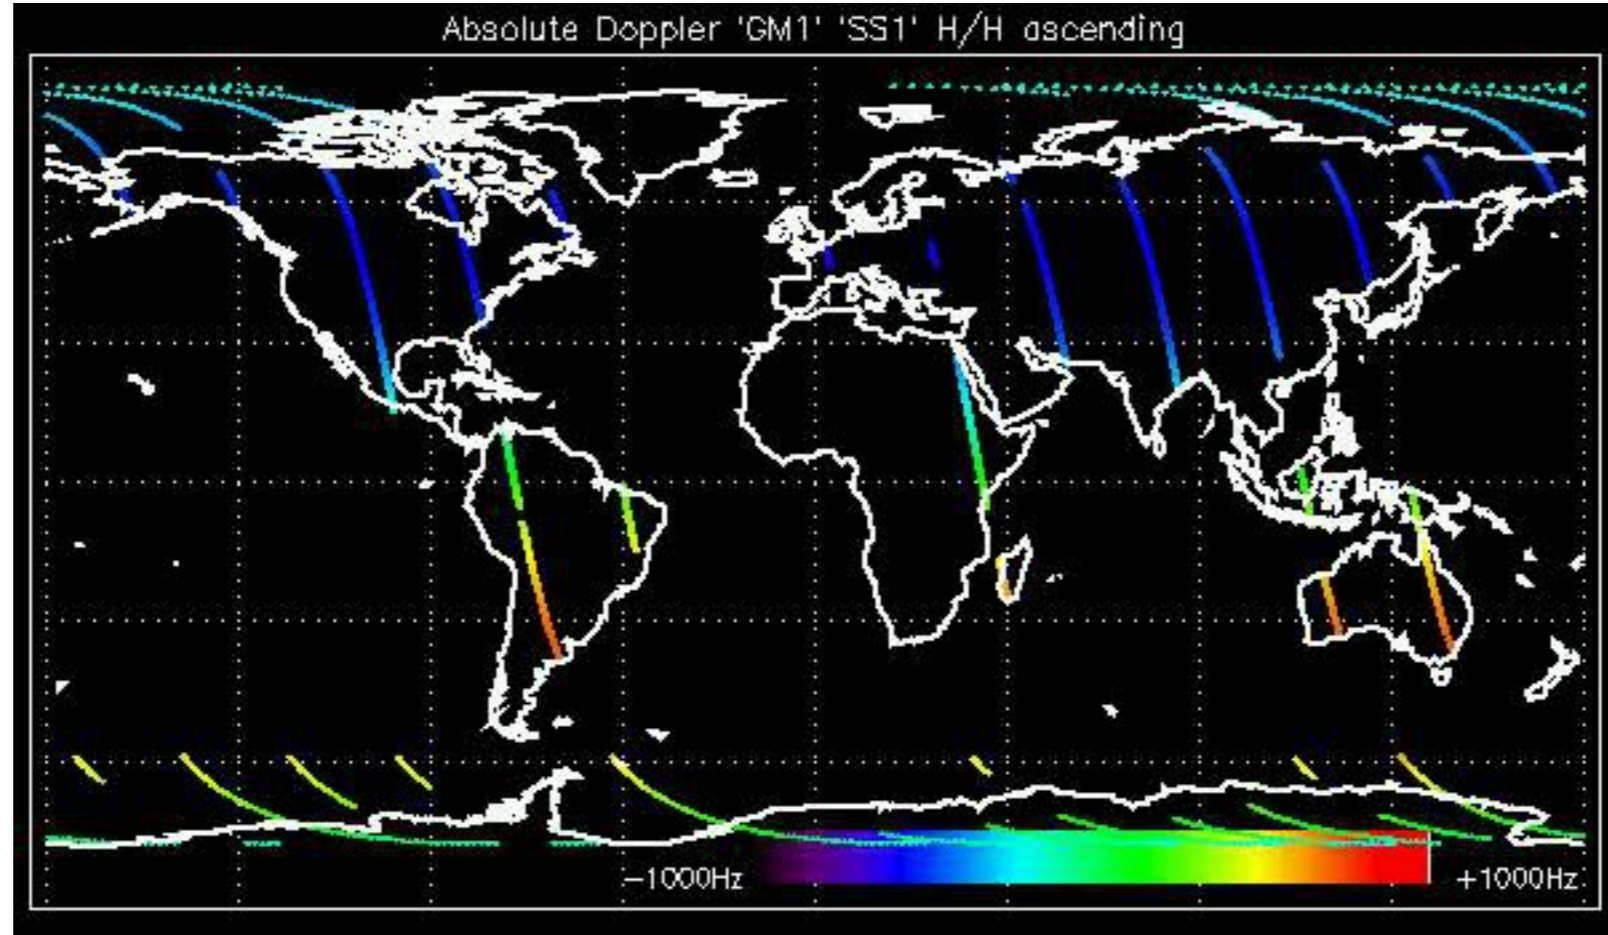 Absolute Doppler 'GM1' 'SS1' H/H ascending
-1000Hz +1000Hz